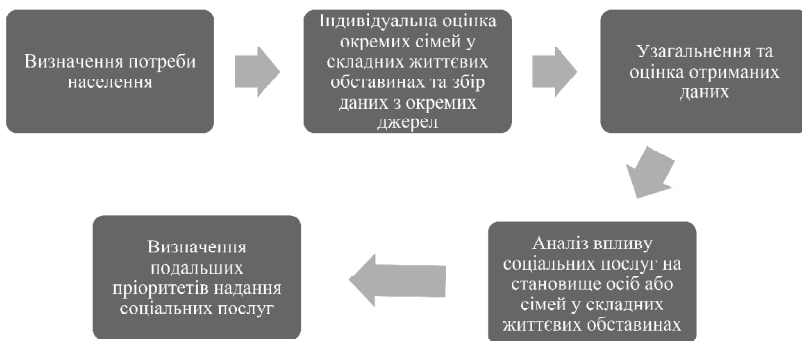 Визначення потреби
населення
Індивідуальна оцінка
окремих сімей у
складних життєвих
обставинах та збір
даних з окремих
джерел
Узагальнення та
оцінка отриманих
даних
Аналіз впливу
соціальних послуг на
становище осіб або
сімей у складних
життєвих обставинах
Визначення
подальших
пріоритетів надання
соціальних послуг